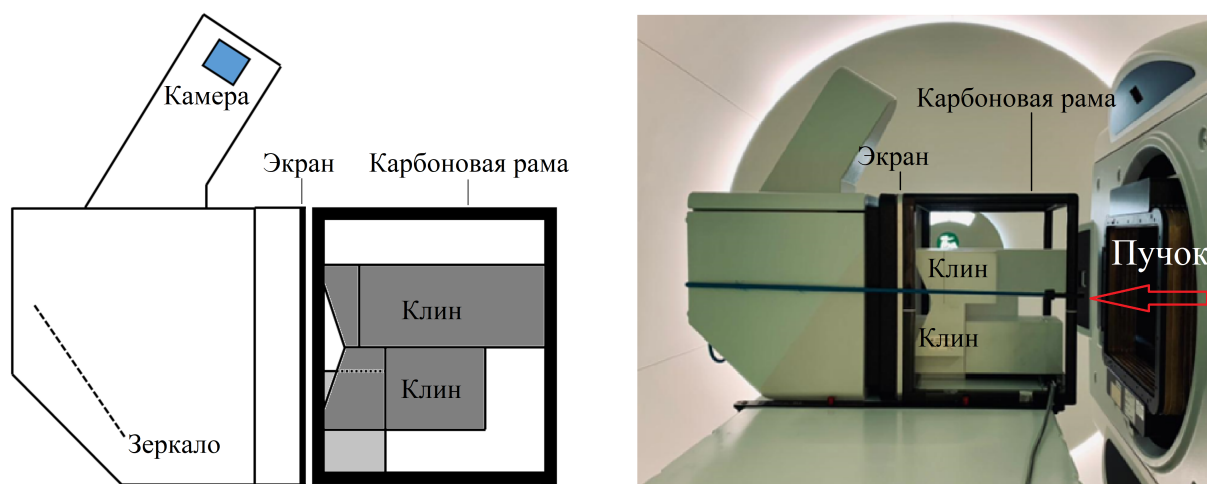 Камера
Экран
Карбоновая рама
Клин
Клин
Зеркало
Карбоновая рама
Экран
Клин
Пучок
Клин